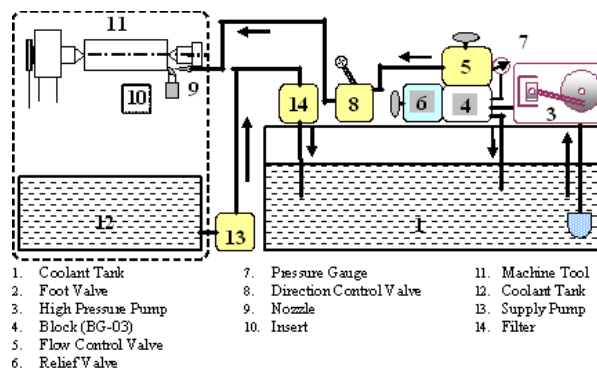 11
7
10
9
14
8
5
6
4
3
12
13
1
1. Coolant Tank
2. Foot Valve
3. High Pressure Pump
4. Block (BG-03)
5. Flow Control Valve
6. Relief Valve
7. Pressure Gauge
8. Direction Control Valve
9. Nozzle
10. Insert
11. Machine Tool
12. Coolant Tank
13. Supply Pump
14. Filter